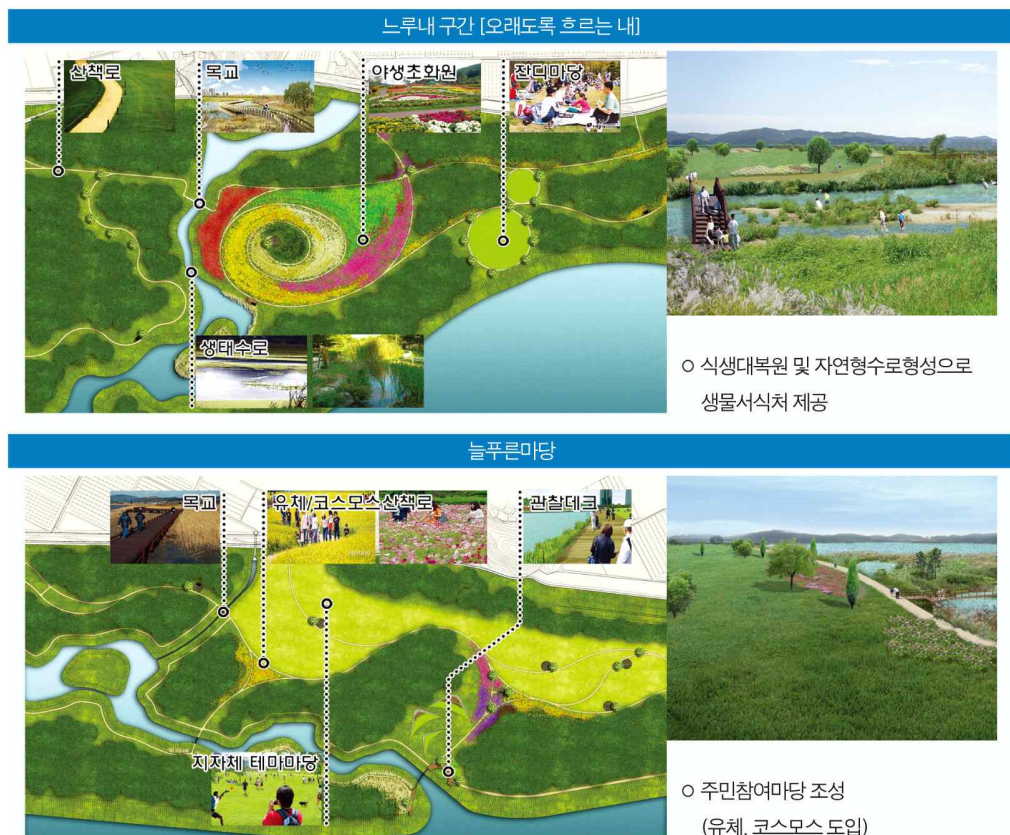 느루내 구간 [오래도록 흐르는 내]
산책로
목교
야생초화원
잔디마당
생태수로
○ 식생대복원 및 자연형수로형성으로
생물서식처 제공
늘푸른마당
목교
유체/코스모스산책로
관찰데크
지자체 테마마당
○ 주민참여마당 조성
(유체, 코스모스 도입)